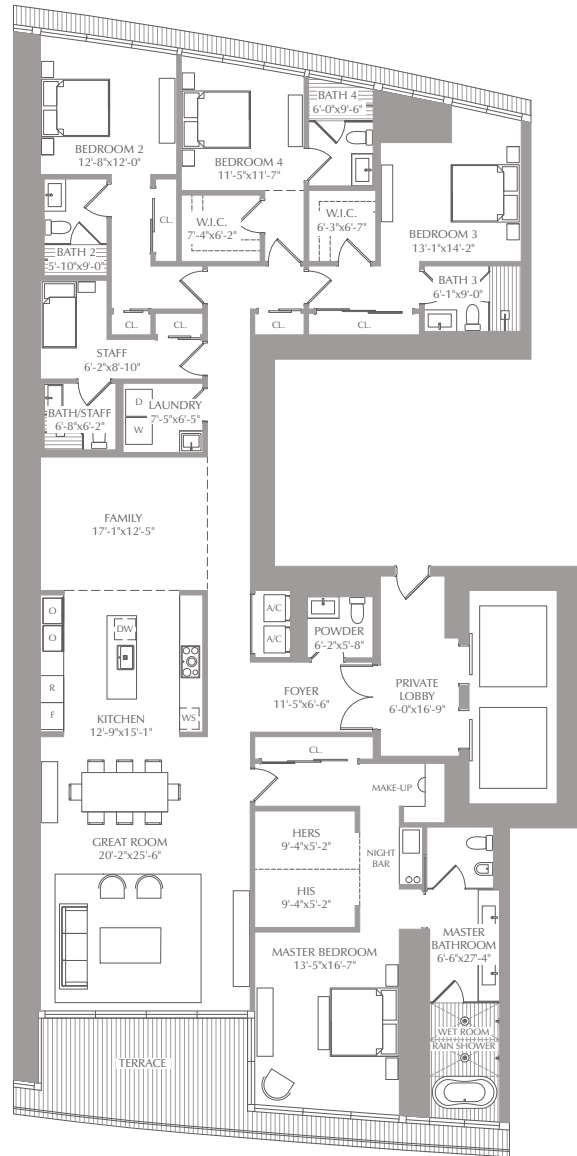 BATH 4
6'-0"x9'-6"
BEDROOM 2
12'-8"x12'-0"
BEDROOM 4
11'-5"x11'-7"
CL.
W.I.C.
7'-4"x6'-2"
W.I.C.
6'-3"x6'-7"
BEDROOM 3
13'-1"x14'-2"
BATH 2
5'-10"x9'-0"
BATH 3
6'-1"x9'-0"
CL.
CL.
CL.
CL.
STAFF
6'-2"x8'-10"
BATH/STAFF
6'-8"x6'-2"
D
W
LAUNDRY
7'-5"x6'-5"
FAMILY
17'-1"x12'-5"
O
O
R
F
DW
WS
KITCHEN
12'-9"x15'-1"
A/C
A/C
POWDER
6'-2"x5'-8"
FOYER
11'-5"x6'-6"
PRIVATE
LOBBY
6'-0"x16'-9"
CL.
MAKE-UP
GREAT ROOM
20'-2"x25'-6"
HERS
9'-4"x5'-2"
NIGHT
BAR
HIS
9'-4"x5'-2"
MASTER BEDROOM
13'-5"x16'-7"
MASTER
BATHROOM
6'-6"x27'-4"
WET ROOM
RAIN SHOWER
TERRACE